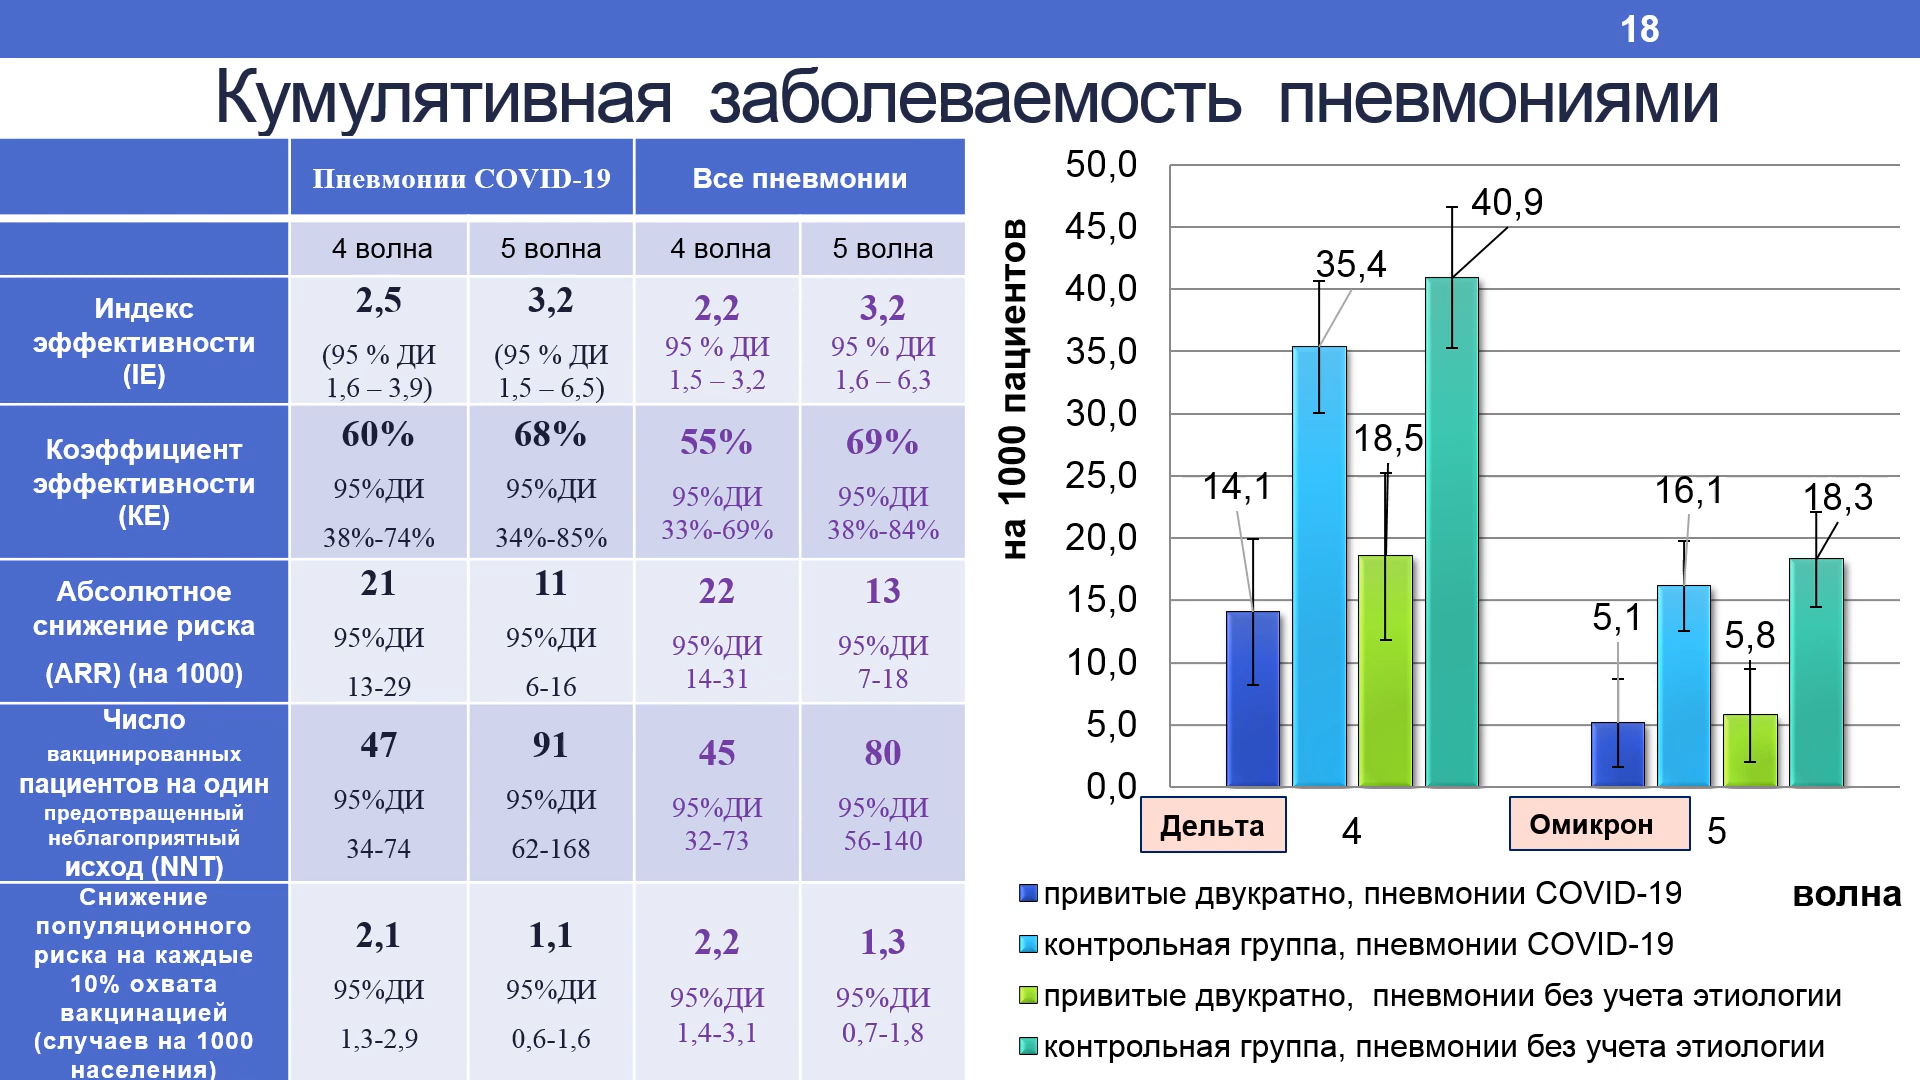 18
Кумулятивная заболеваемость пневмониями
Пневмонии COVID-19
Все пневмонии
4 волна
5 волна
4 волна
5 волна
Индекс
эффективности
(IE)
2,5
(95 % ДИ
1,6 – 3,9)
3,2
(95 % ДИ
1,5 – 6,5)
2,2
95 % ДИ
1,5 – 3,2
3,2
95 % ДИ
1,6 – 6,3
Коэффициент
эффективности
(КЕ)
60%
95%ДИ
38%-74%
68%
95%ДИ
34%-85%
55%
95%ДИ
33%-69%
69%
95%ДИ
38%-84%
Абсолютное
снижение риска
(ARR) (на 1000)
21
95%ДИ
13-29
11
95%ДИ
6-16
22
95%ДИ
14-31
13
95%ДИ
7-18
Число
вакцинированных
пациентов на один
предотвращенный
неблагоприятный
исход (NNT)
47
95%ДИ
34-74
91
95%ДИ
62-168
45
95%ДИ
32-73
80
95%ДИ
56-140
Снижение
популяционного
риска на каждые
10% охвата
вакцинацией
(случаев на 1000
населения)
2,1
95%ДИ
1,3-2,9
1,1
95%ДИ
0,6-1,6
2,2
95%ДИ
1,4-3,1
1,3
95%ДИ
0,7-1,8
на 1000 пациентов
50,0
45,0
40,0
35,0
30,0
25,0
20,0
15,0
10,0
5,0
0,0
14,1
35,4
18,5
40,9
5,1
16,1
5,8
18,3
Дельта
4
Омикрон
5
волна
привитые двукратно, пневмонии COVID-19
контрольная группа, пневмонии COVID-19
привитые двукратно, пневмонии без учета этиологии
контрольная группа, пневмонии без учета этиологии